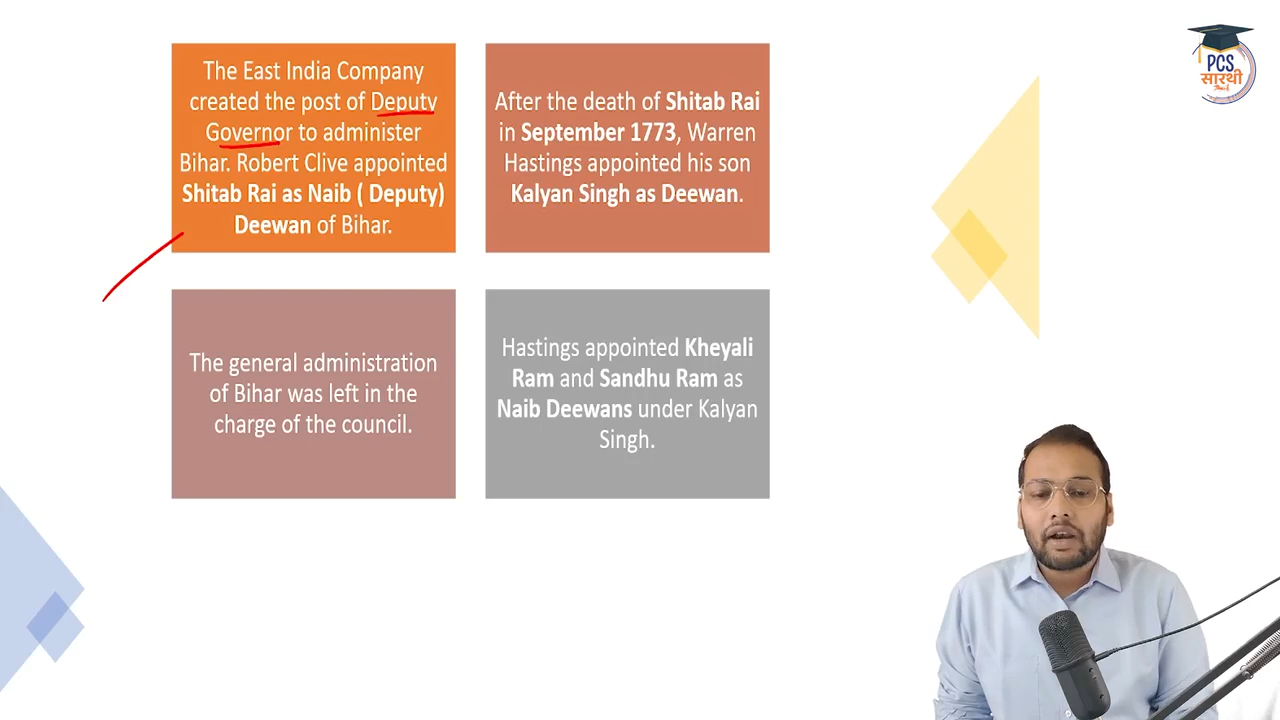 The East India Company
created the post of Deputy
Governor to administer
Bihar. Robert Clive appointed
Shitab Rai as Naib ( Deputy)
Deewan of Bihar.
After the death of Shitab Rai
in September 1773, Warren
Hastings appointed his son
Kalyan Singh as Deewan.
The general administration
of Bihar was left in the
charge of the council.
Hastings appointed Kheyali
Ram and Sandhu Ram as
Naib Deewans under Kalyan
Singh.
PCS
सारथी